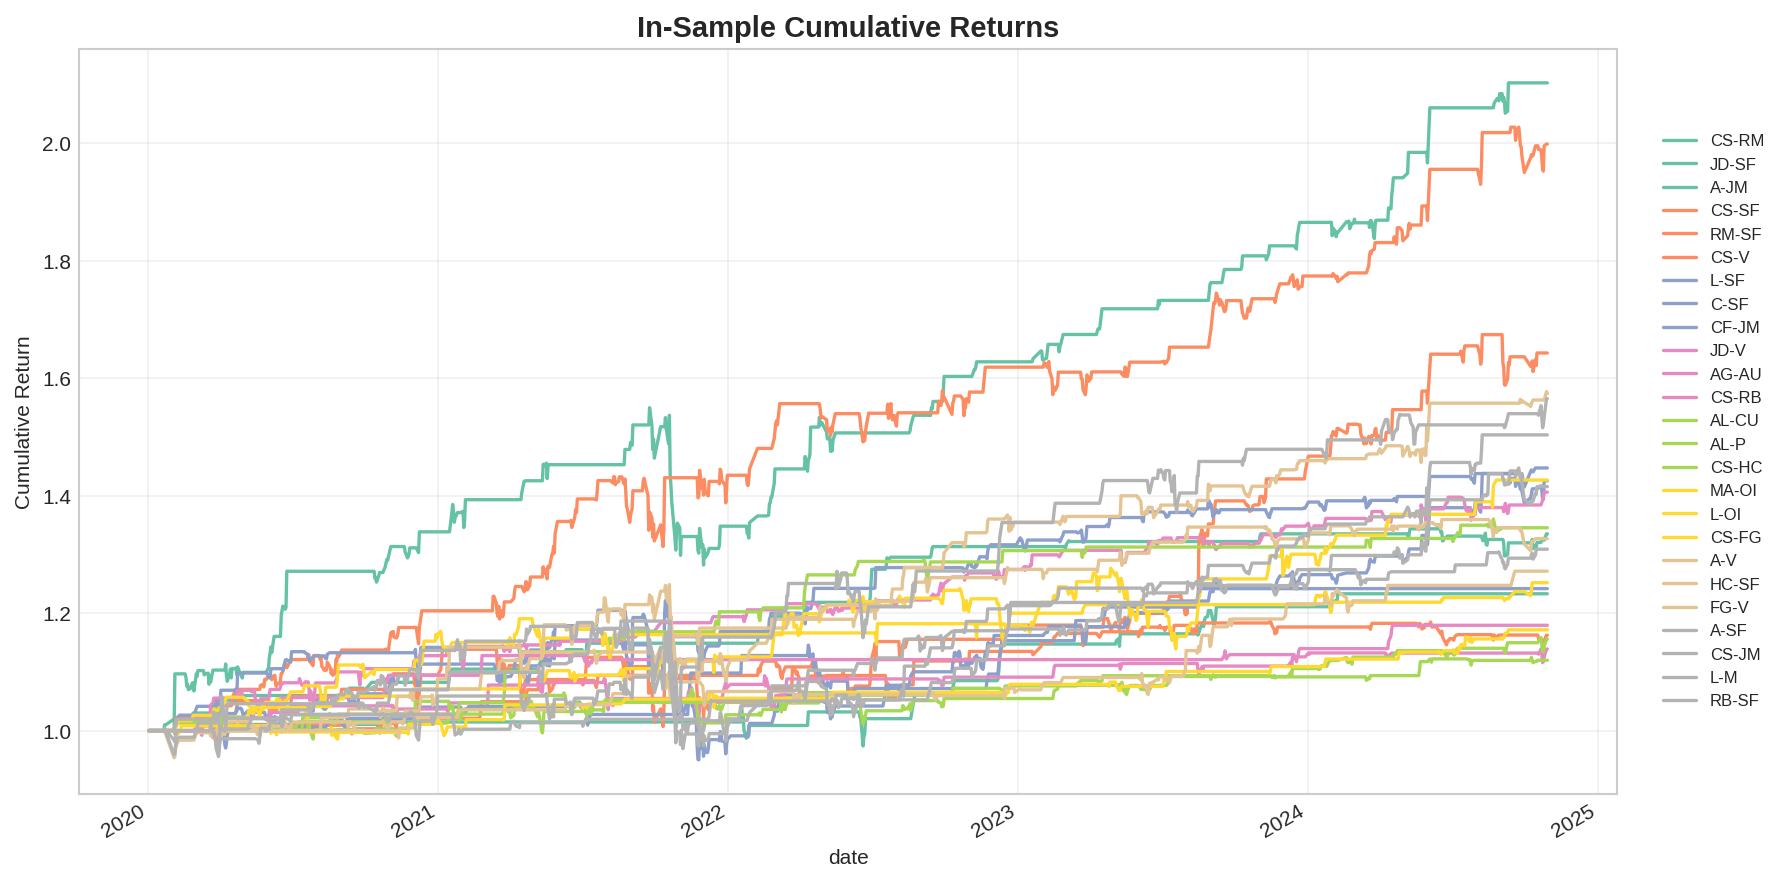 In-Sample Cumulative Returns
Cumulative Return
2.0
1.8
1.6
1.4
1.2
1.0
2020
2021
2022
2023
2024
2025
date
CS-RM
JD-SF
A-JM
CS-SF
RM-SF
CS-V
L-SF
C-SF
CF-JM
JD-V
AG-AU
CS-RB
AL-CU
AL-P
CS-HC
MA-OI
L-OI
CS-FG
A-V
HC-SF
FG-V
A-SF
CS-JM
L-M
RB-SF